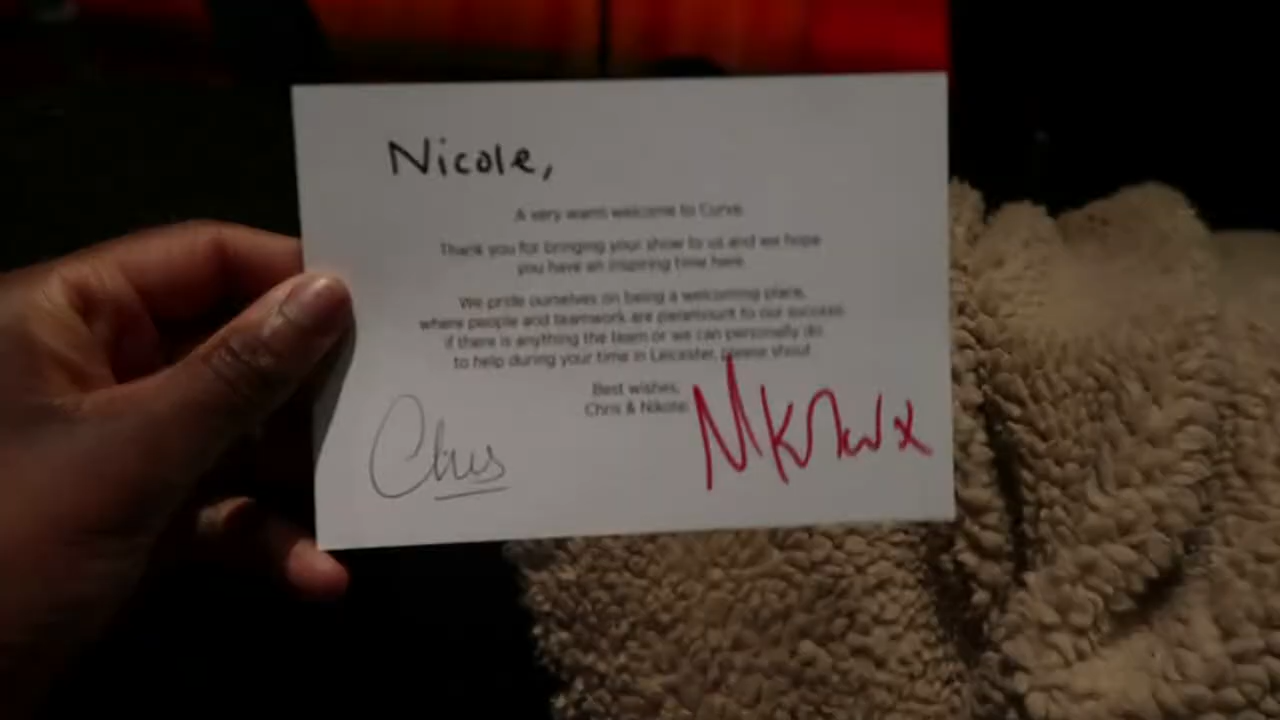 Nicole,
A very warm welcome to Curve.
Thank you for bringing your show to us and we hope
you have an inspiring time here.
We pride ourselves on being a welcoming place,
where people and teamwork are paramount to our success
if there is anything the team or we can personally do
to help during your time in Leicester, please shout
Best wishes,
Chris & Nikolai
Chris